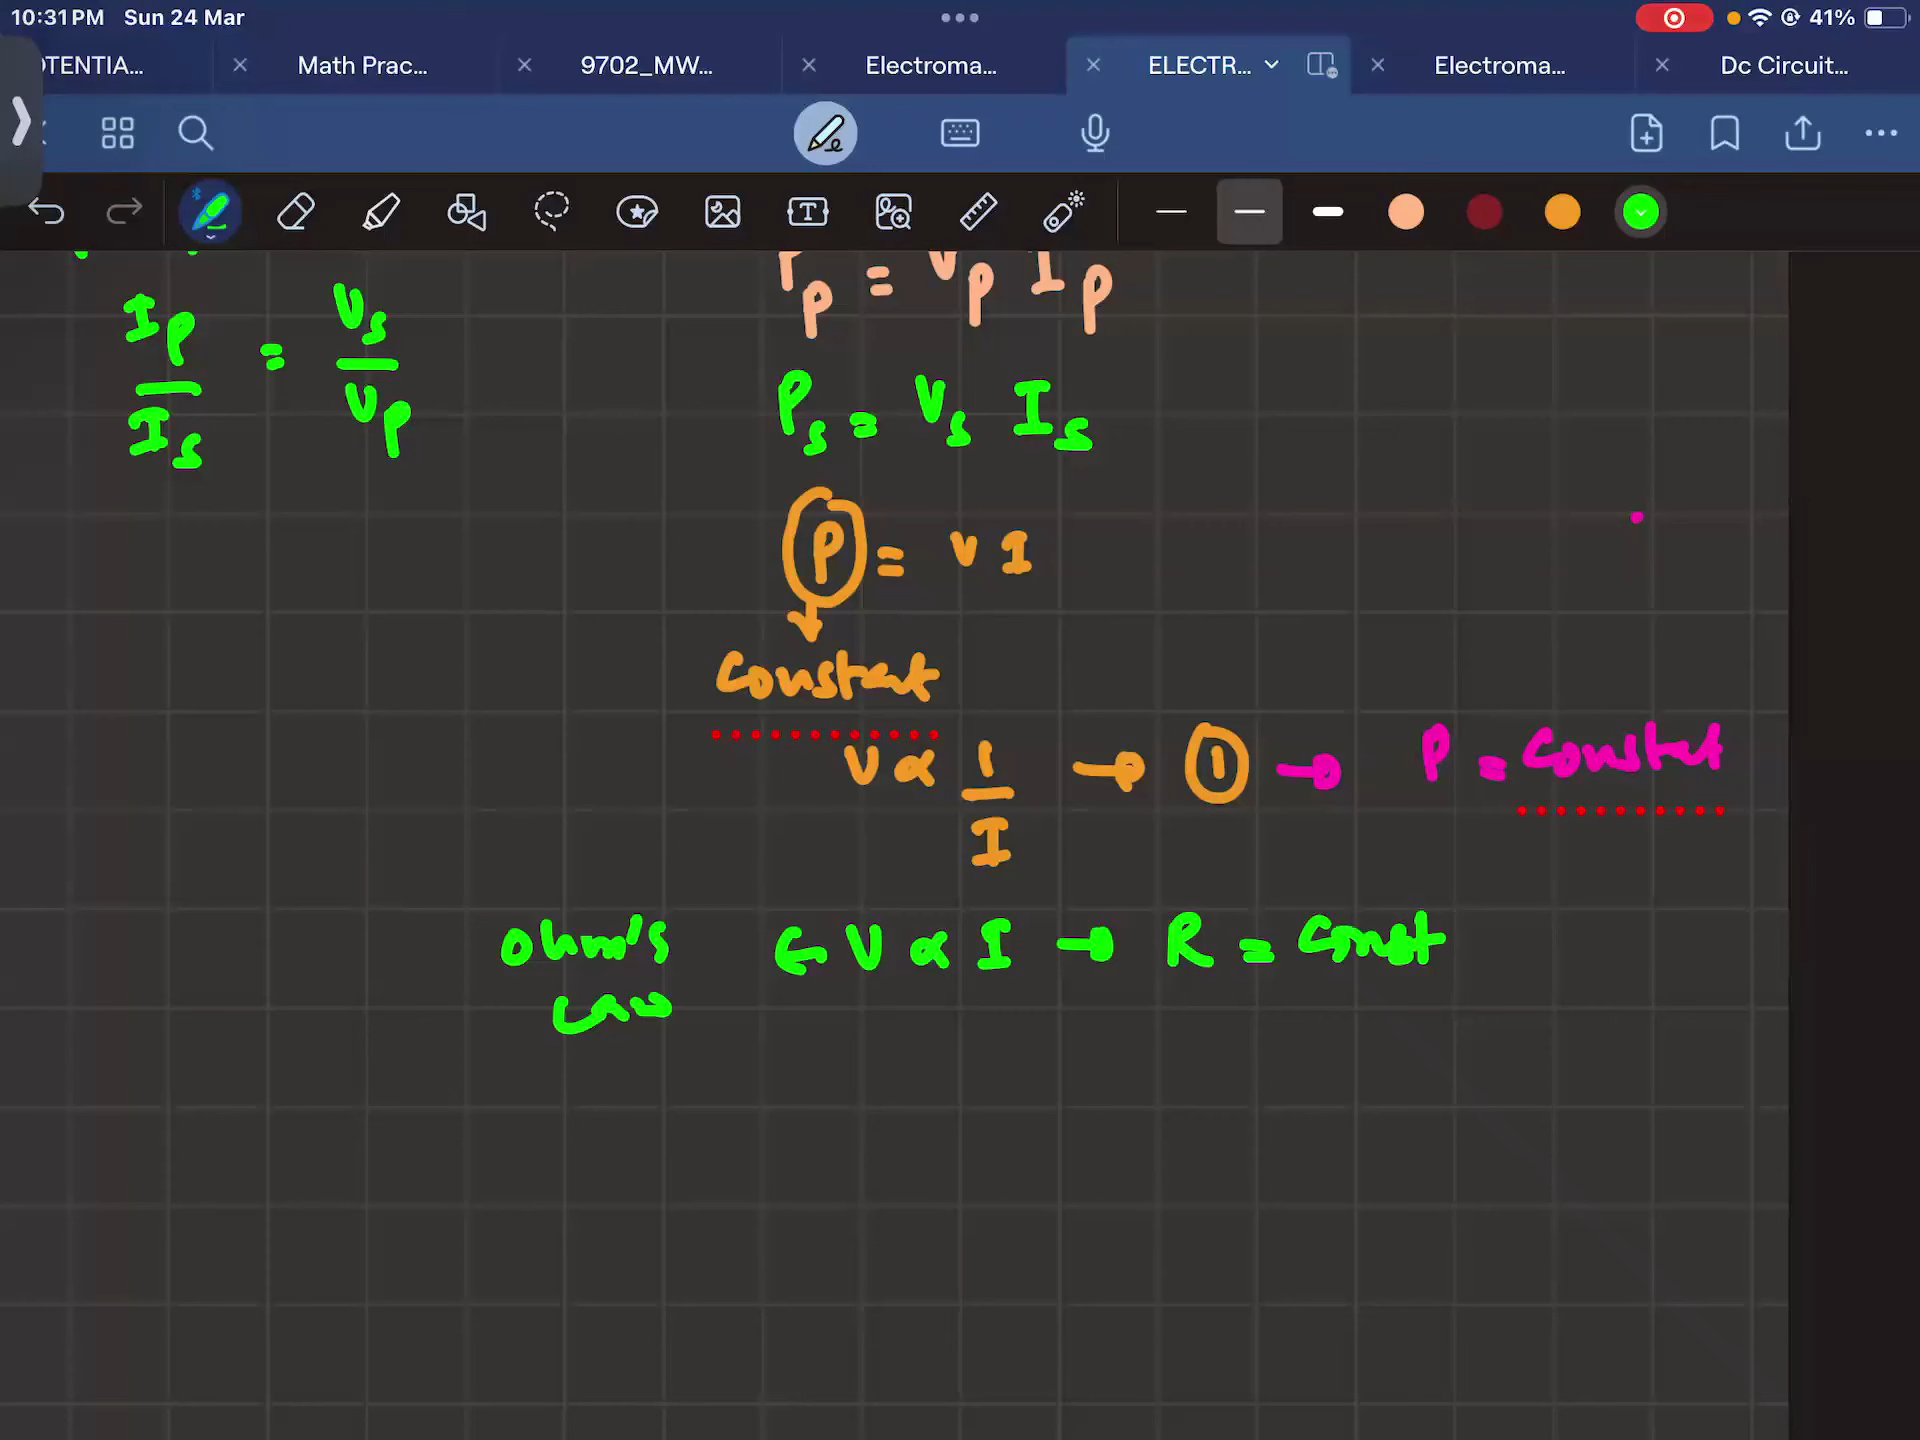 10:31 PM Sun 24 Mar
41%
OTENTIA...
Math Prac...
9702_MW...
Electroma...
ELECTR...
Electroma...
Dc Circuit...
Pp = Vp Ip
Ip/Is = Vs/Vp
Ps = Vs Is
P = V I
Constant
V ∝ 1/I → ① → P = Constant
Ohm's ← V ∝ I → R = Const
Law